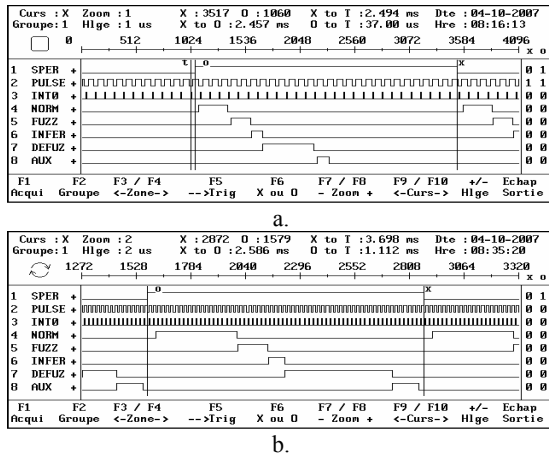 Curs :X Zoom :1 X :3517 O :1060 X to T :2.494 ms Dte :04-10-2007
Groupe:1 Hlge :1 us X to O :2.457 ms O to T :37.00 us Hre :08:16:13
0 512 1024 1536 2048 2560 3072 3584 4096
x o
t o x
1 SPER + 0 1
2 PULSE + 1 1
3 INT0 + 0 0
4 NORM + 0 0
5 FUZZ + 0 0
6 INFER + 0 0
7 DEFUZ + 0 0
8 AUX + 0 0
F1 F2 F3 / F4 F5 F6 F7 / F8 F9 / F10 +/- Echap
Acqui Groupe <-Zone-> -->Trig X ou O - Zoom + <-Curs-> Hlge Sortie
a.
Curs :X Zoom :2 X :2872 O :1579 X to T :3.698 ms Dte :04-10-2007
Groupe:1 Hlge :2 us X to O :2.586 ms O to T :1.112 ms Hre :08:35:20
1272 1528 1784 2040 2296 2552 2808 3064 3320
x o
o x
1 SPER + 0 1
2 PULSE + 0 0
3 INT0 + 0 0
4 NORM + 0 0
5 FUZZ + 0 0
6 INFER + 0 0
7 DEFUZ + 0 0
8 AUX + 0 0
F1 F2 F3 / F4 F5 F6 F7 / F8 F9 / F10 +/- Echap
Acqui Groupe <-Zone-> -->Trig X ou O - Zoom + <-Curs-> Hlge Sortie
b.